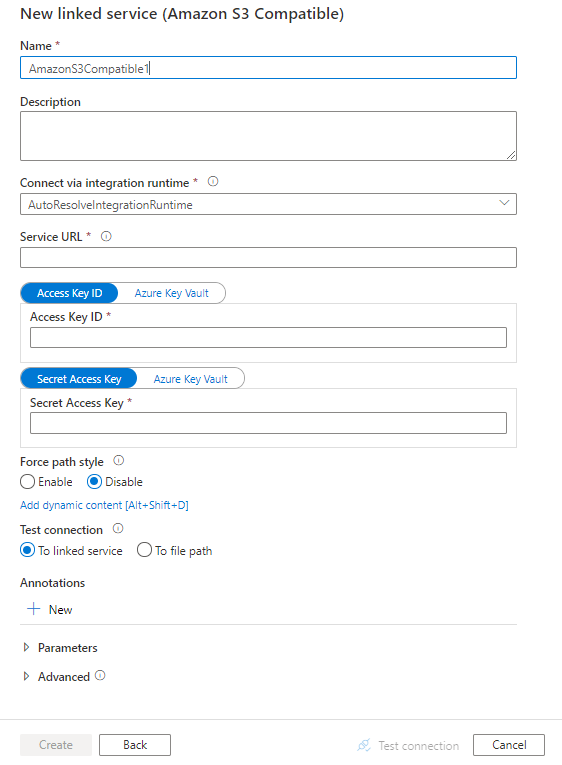 New linked service (Amazon S3 Compatible)
Name *
AmazonS3Compatible1
Description
Connect via integration runtime *
AutoResolveIntegrationRuntime
Service URL *
Access Key ID Azure Key Vault
Access Key ID *
Secret Access Key Azure Key Vault
Secret Access Key *
Force path style
Enable Disable
Add dynamic content [Alt+Shift+D]
Test connection
To linked service To file path
Annotations
New
Parameters
Advanced
Create Back Test connection Cancel